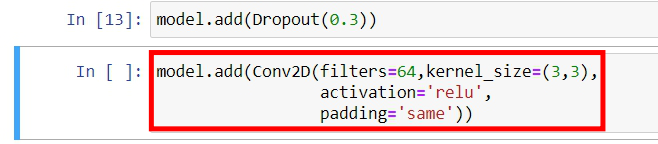 In [13]: model.add(Dropout(0.3))
In [ ]: model.add(Conv2D(filters=64,kernel_size=(3,3),
activation='relu',
padding='same'))